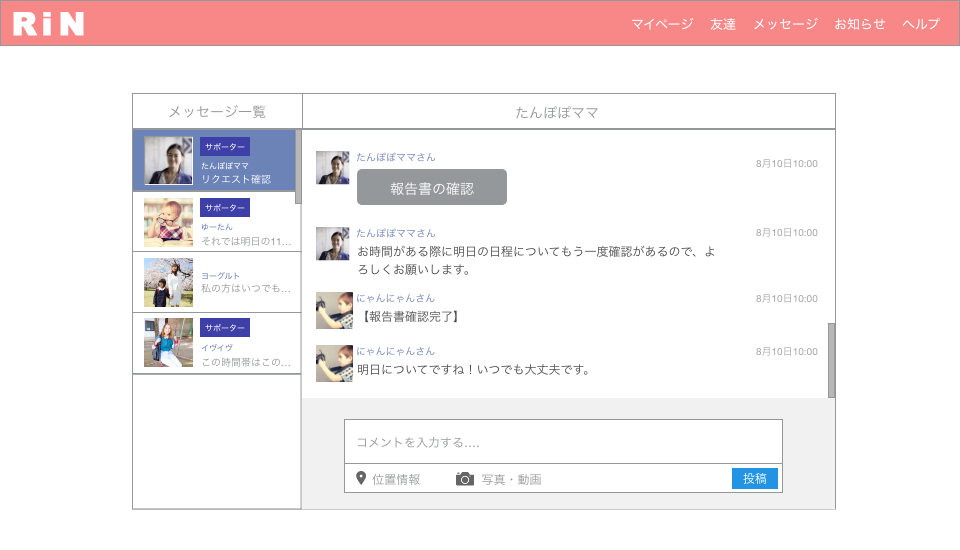 RiN
マイページ 友達 メッセージ お知らせ ヘルプ
メッセージ一覧
たんぽぽママ
サポーター
たんぽぽママ
リクエスト確認
サポーター
ゆーたん
それでは明日の11...
ヨーグルト
私の方はいつでも...
サポーター
イヴイヴ
この時間帯はこの...
たんぽぽママさん
8月10日10:00
報告書の確認
たんぽぽママさん
8月10日10:00
お時間がある際に明日の日程についてもう一度確認があるので、よ
ろしくお願いします。
にゃんにゃんさん
8月10日10:00
【報告書確認完了】
にゃんにゃんさん
8月10日10:00
明日についてですね！いつでも大丈夫です。
コメントを入力する....
位置情報
写真・動画
投稿